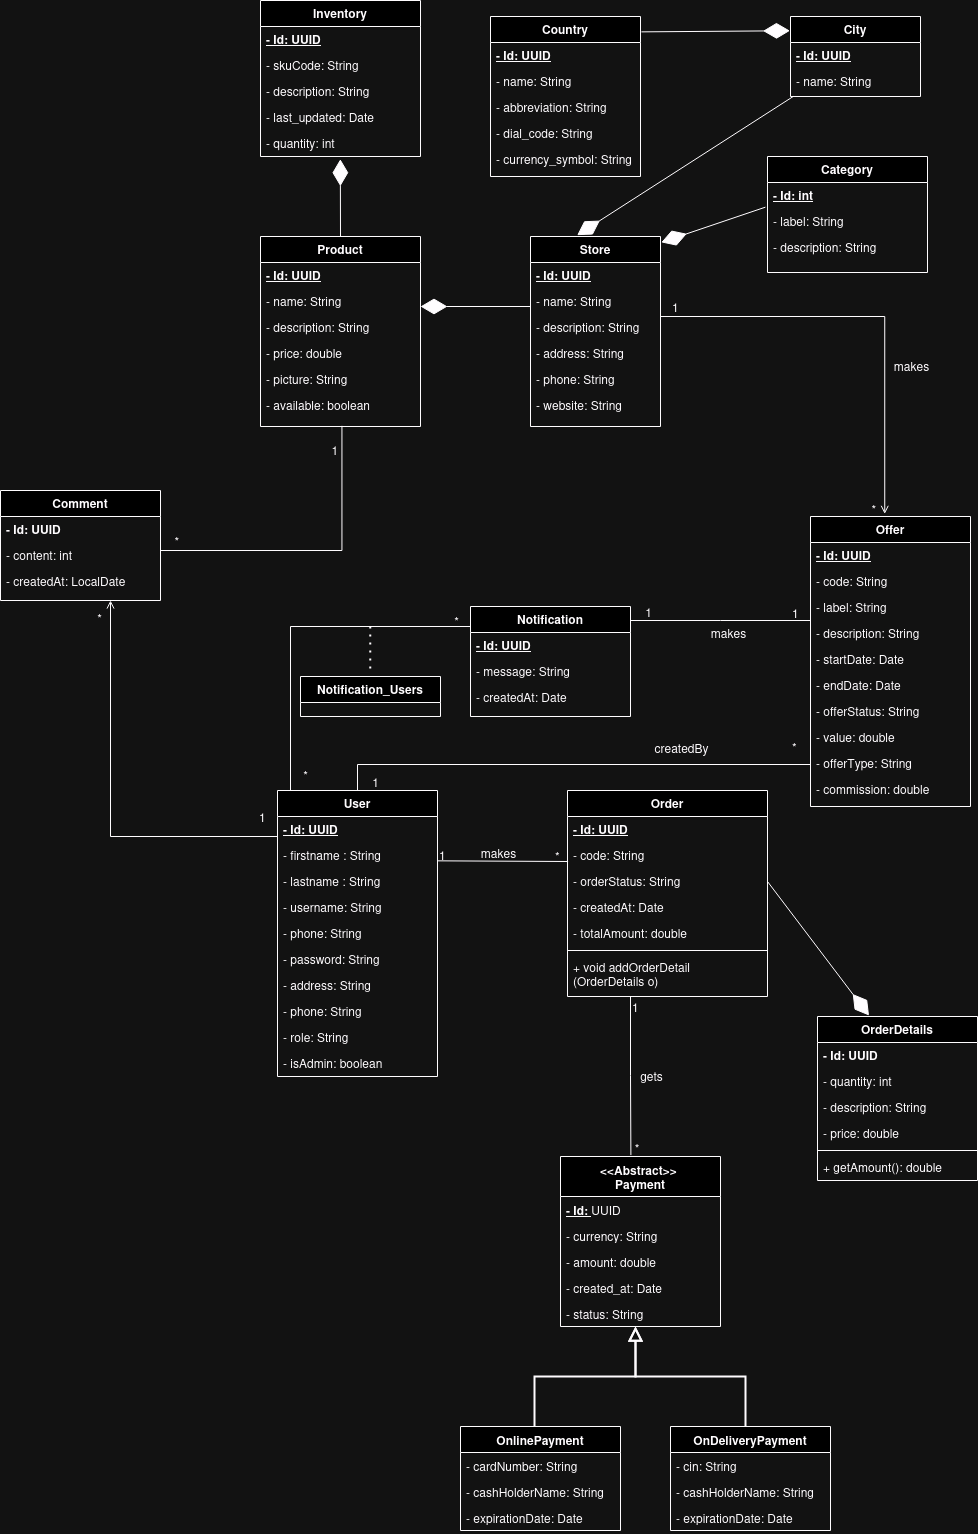 Inventory
- Id: UUID
- skuCode: String
- description: String
- last_updated: Date
- quantity: int
Country
- Id: UUID
- name: String
- abbreviation: String
- dial_code: String
- currency_symbol: String
City
- Id: UUID
- name: String
Category
- Id: int
- label: String
- description: String
Product
- Id: UUID
- name: String
- description: String
- price: double
- picture: String
- available: boolean
Store
- Id: UUID
- name: String
- description: String
- address: String
- phone: String
- website: String
1
makes
*
1
*
Comment
- Id: UUID
- content: int
- createdAt: LocalDate
*
Offer
- Id: UUID
- code: String
- label: String
- description: String
- startDate: Date
- endDate: Date
- offerStatus: String
- value: double
- offerType: String
- commission: double
Notification
- Id: UUID
- message: String
- createdAt: Date
*
1
1
makes
Notification_Users
createdBy
*
*
1
1
User
- Id: UUID
- firstname : String
- lastname : String
- username: String
- phone: String
- password: String
- address: String
- phone: String
- role: String
- isAdmin: boolean
1
makes
*
Order
- Id: UUID
- code: String
- orderStatus: String
- createdAt: Date
- totalAmount: double
+ void addOrderDetail
(OrderDetails o)
1
gets
*
OrderDetails
- Id: UUID
- quantity: int
- description: String
- price: double
+ getAmount(): double
<<Abstract>>
Payment
- Id: UUID
- currency: String
- amount: double
- created_at: Date
- status: String
OnlinePayment
- cardNumber: String
- cashHolderName: String
- expirationDate: Date
OnDeliveryPayment
- cin: String
- cashHolderName: String
- expirationDate: Date